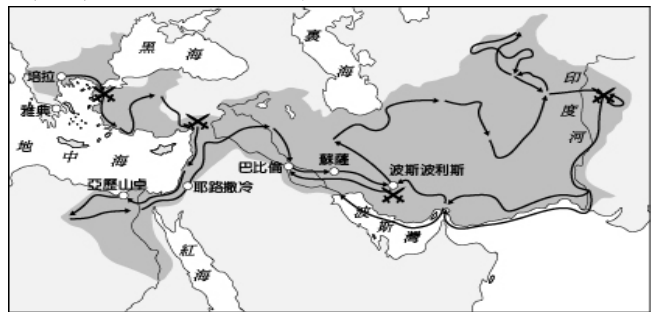 黑海
裏海
培拉
雅典
地中海
亞歷山卓
耶路撒冷
巴比倫
蘇薩
波斯波利斯
印度河
波斯灣
紅海